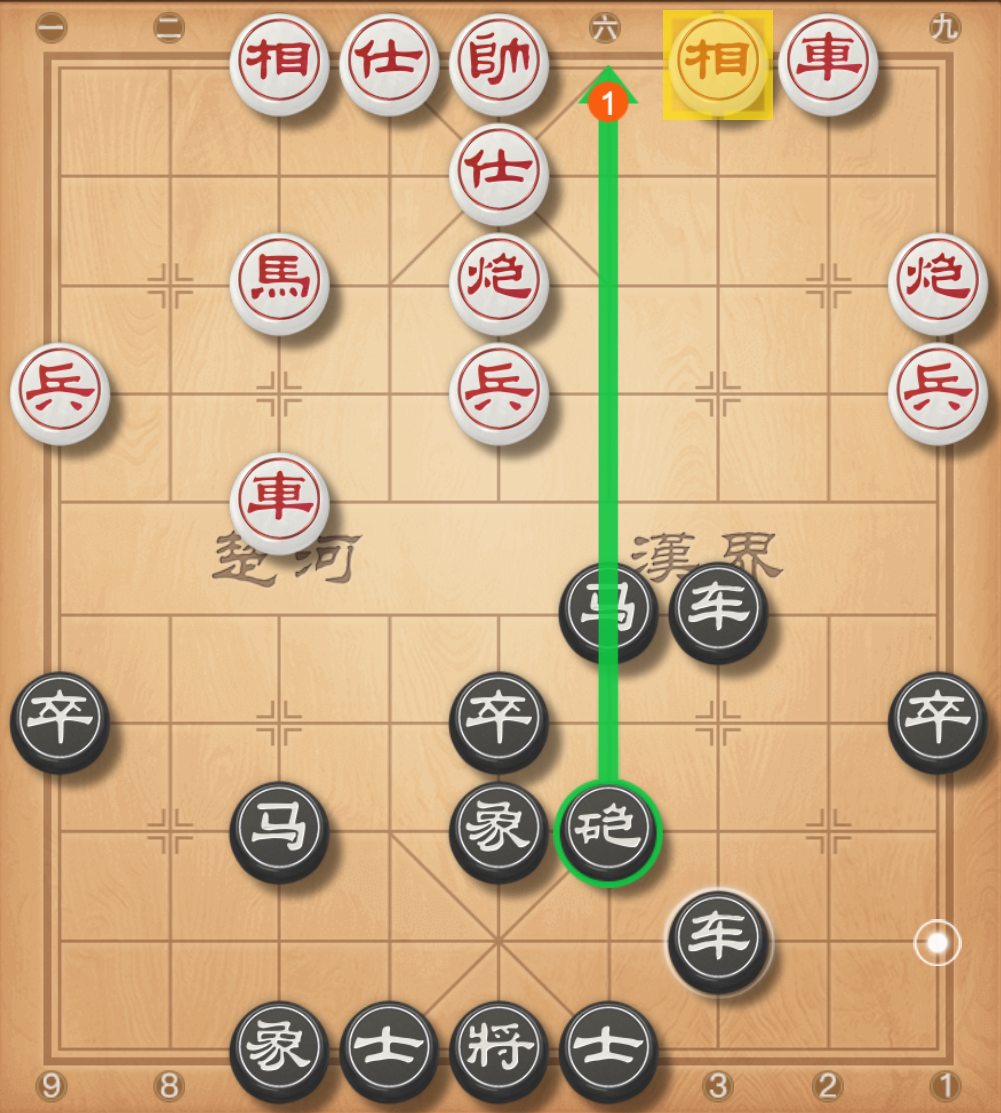 一 二 相 仕 帥 六 相 車 九
1
仕
馬 炮 炮
兵 兵 兵
車
楚河 漢界
马 车
卒 卒 卒
马 象 砲
车
象 士 将 士
9 8 3 2 1